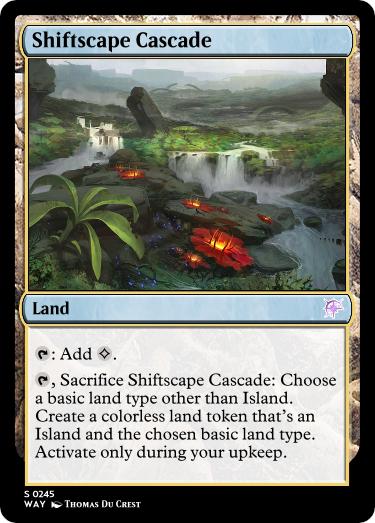 Shiftscape Cascade
Land
: Add .
, Sacrifice Shiftscape Cascade: Choose
a basic land type other than Island.
Create a colorless land token that's an
Island and the chosen basic land type.
Activate only during your upkeep.
S 0245
WAY Thomas Du Crest